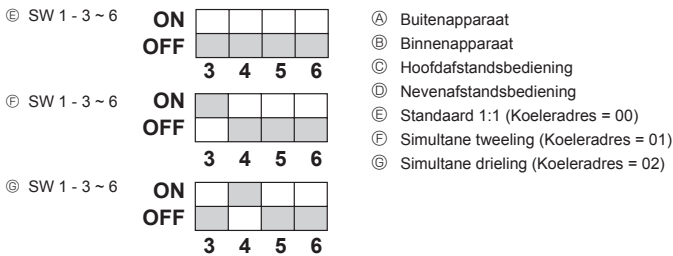 Ⓔ SW 1 - 3 ~ 6
ON
OFF
3 4 5 6
Ⓕ SW 1 - 3 ~ 6
ON
OFF
3 4 5 6
Ⓖ SW 1 - 3 ~ 6
ON
OFF
3 4 5 6
Ⓐ Buitenapparaat
Ⓑ Binnenapparaat
Ⓒ Hoofdafstandsbediening
Ⓓ Nevenafstandsbediening
Ⓔ Standaard 1:1 (Koeleradres = 00)
Ⓕ Simultane tweeling (Koeleradres = 01)
Ⓖ Simultane drieling (Koeleradres = 02)